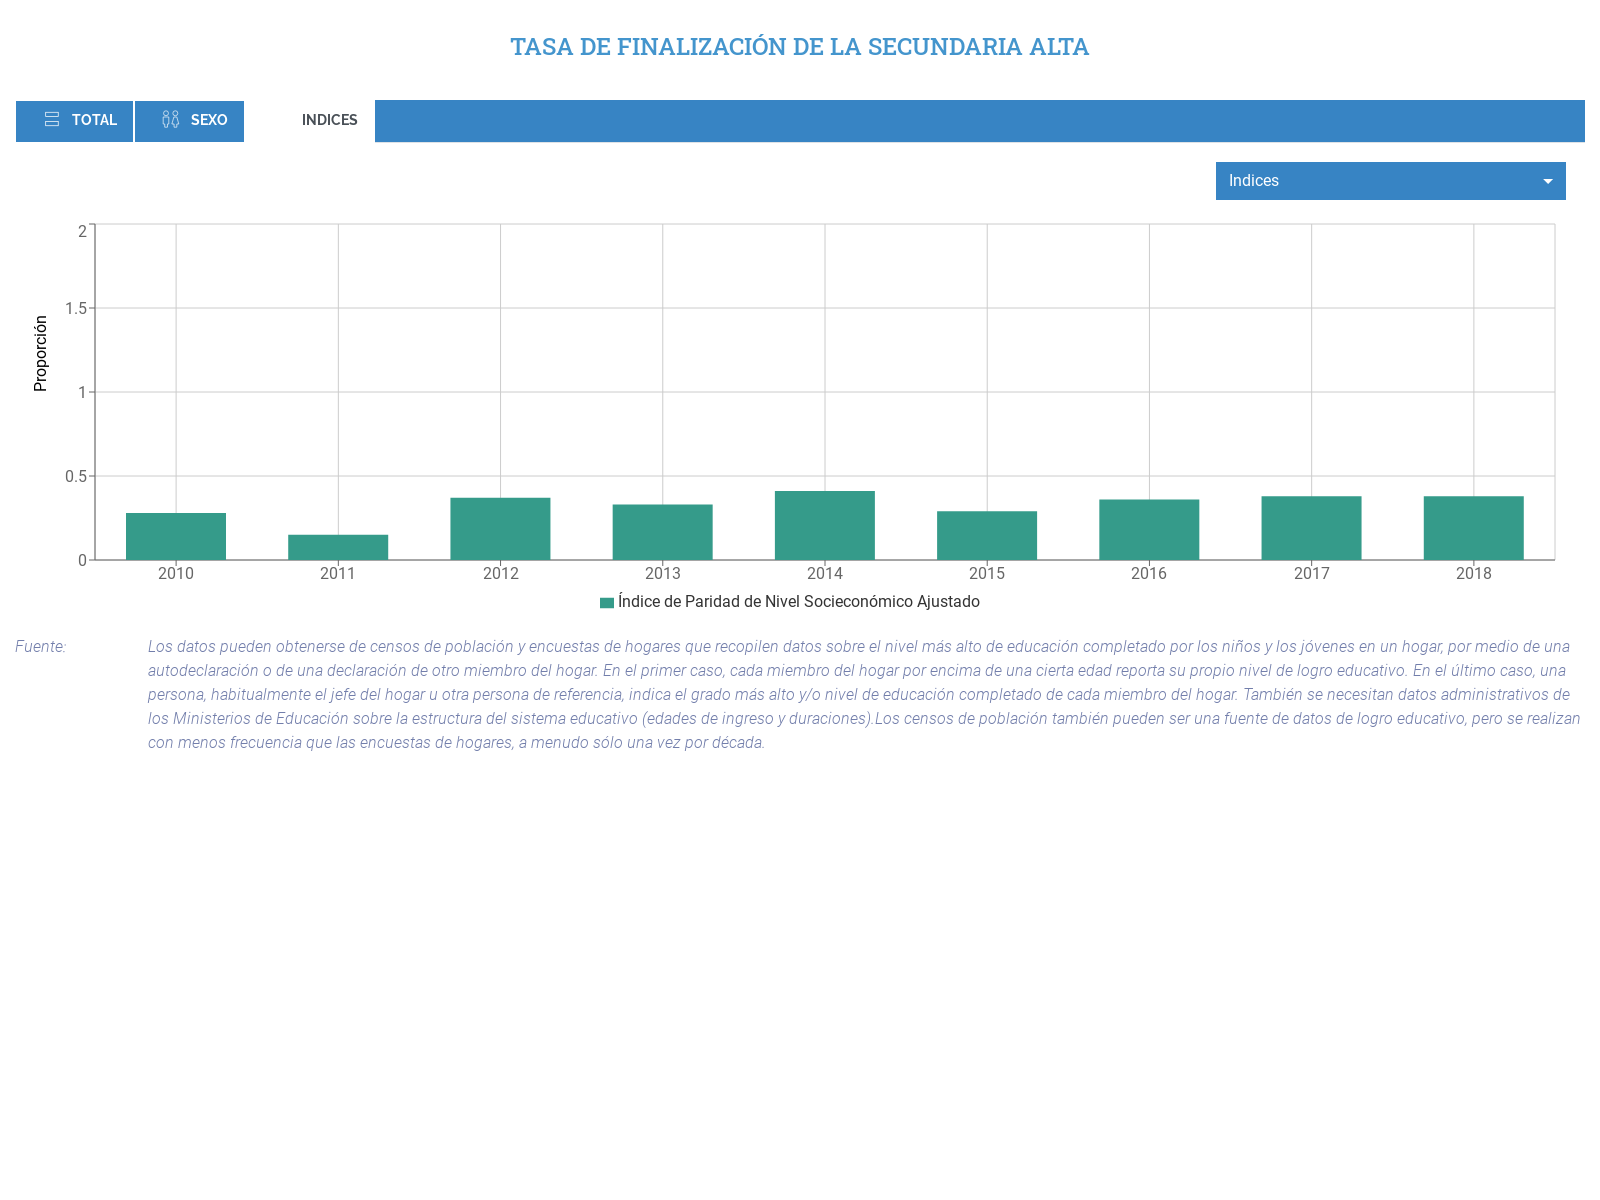 TASA DE FINALIZACIÓN DE LA SECUNDARIA ALTA
TOTAL
SEXO
INDICES
Indices
2
1.5
1
0.5
0
Proporción
2010 2011 2012 2013 2014 2015 2016 2017 2018
Índice de Paridad de Nivel Socieconómico Ajustado
Fuente:
Los datos pueden obtenerse de censos de población y encuestas de hogares que recopilen datos sobre el nivel más alto de educación completado por los niños y los jóvenes en un hogar, por medio de una
autodeclaración o de una declaración de otro miembro del hogar. En el primer caso, cada miembro del hogar por encima de una cierta edad reporta su propio nivel de logro educativo. En el último caso, una
persona, habitualmente el jefe del hogar u otra persona de referencia, indica el grado más alto y/o nivel de educación completado de cada miembro del hogar. También se necesitan datos administrativos de
los Ministerios de Educación sobre la estructura del sistema educativo (edades de ingreso y duraciones).Los censos de población también pueden ser una fuente de datos de logro educativo, pero se realizan
con menos frecuencia que las encuestas de hogares, a menudo sólo una vez por década.